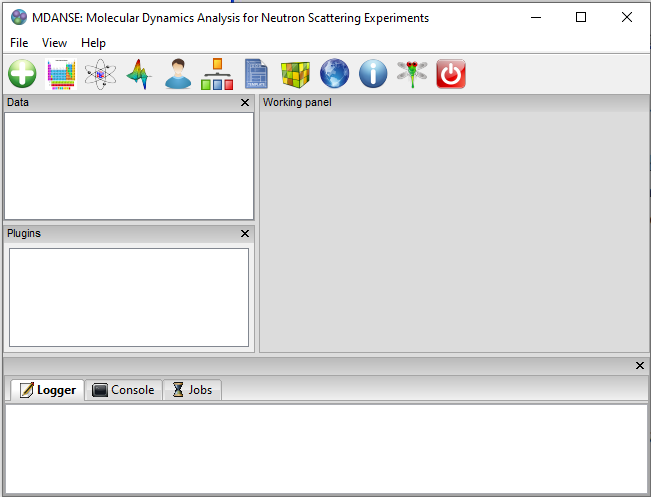 MDANSE: Molecular Dynamics Analysis for Neutron Scattering Experiments
File View Help
Data
Working panel
Plugins
Logger Console Jobs